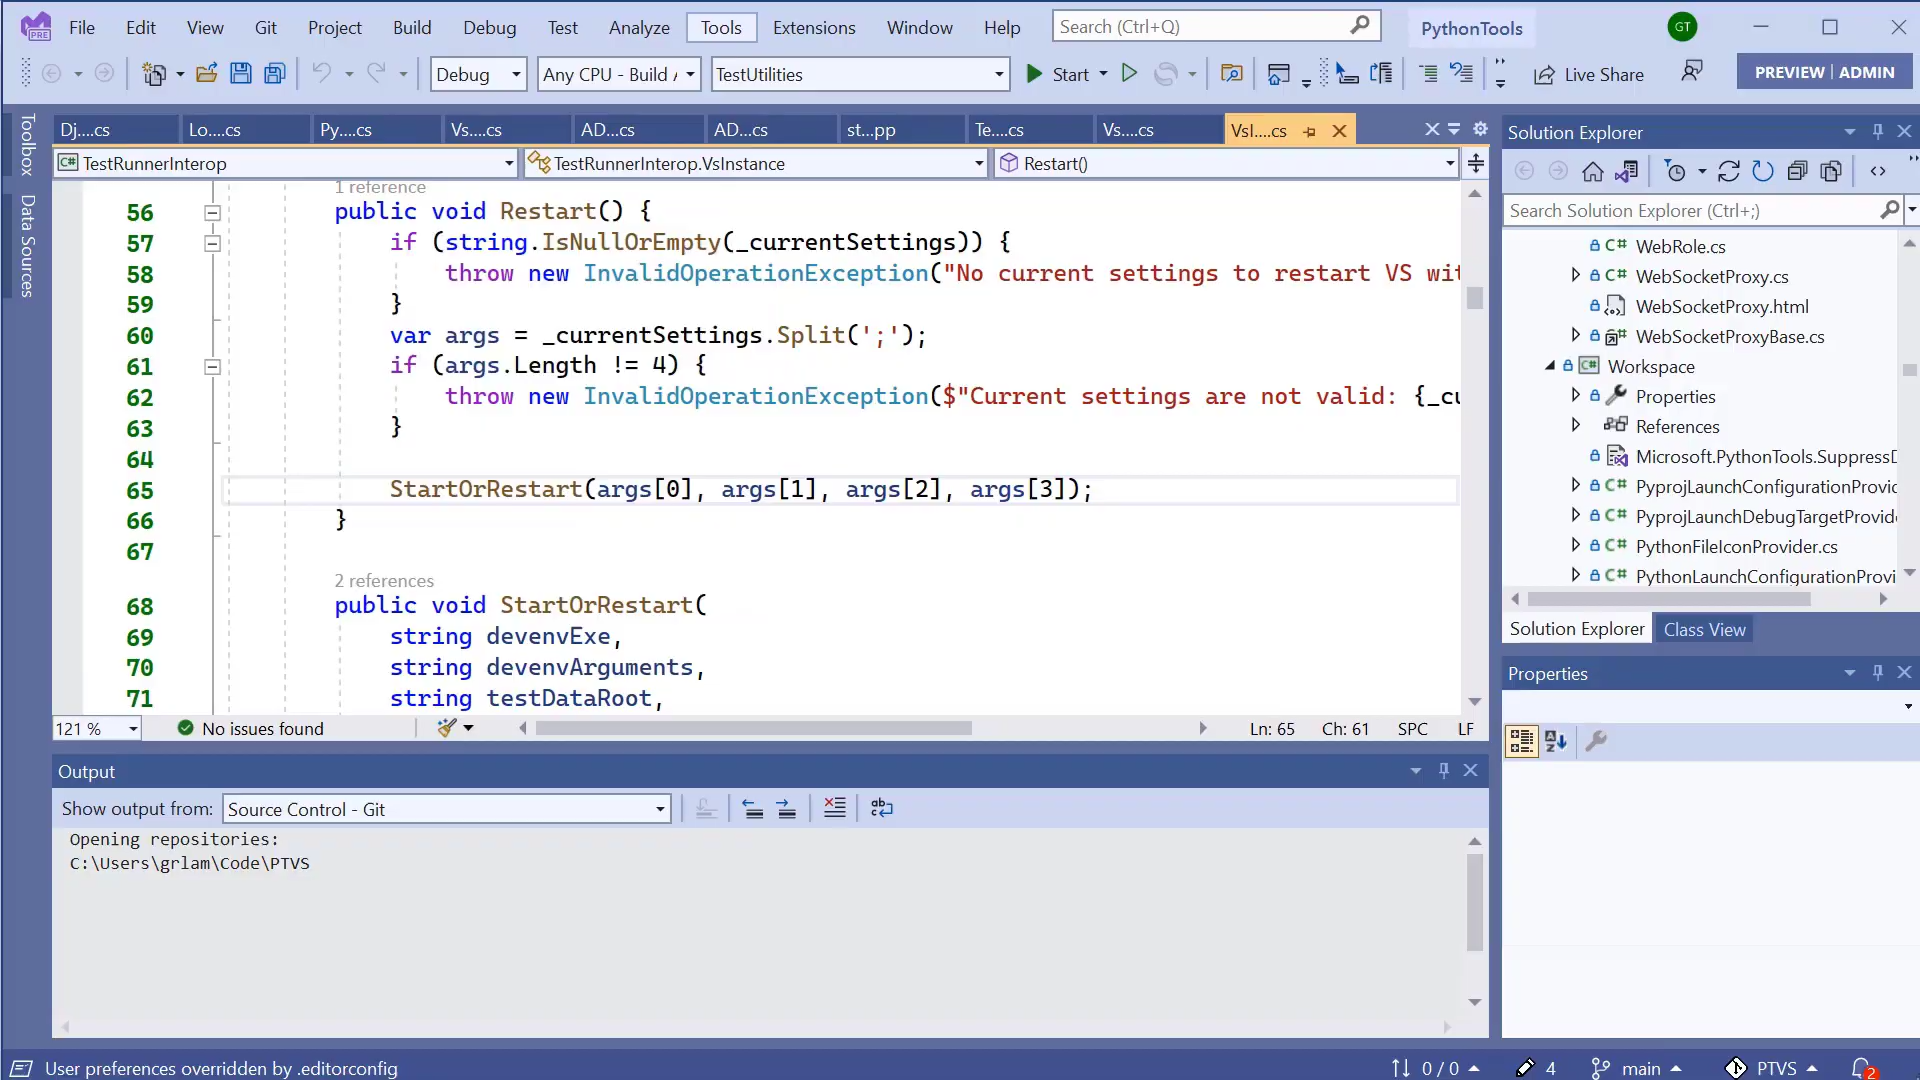 File Edit View Git Project Build Debug Test Analyze Tools Extensions Window Help Search (Ctrl+Q) PythonTools GT
PRE
Debug Any CPU - Build A TestUtilities Start Live Share PREVIEW | ADMIN
Toolbox
Data Sources
Dj....cs Lo....cs Py....cs Vs....cs AD...cs AD...cs st...pp Te....cs Vs....cs VsI....cs
C# TestRunnerInterop TestRunnerInterop.VsInstance Restart()
1 reference
56 public void Restart() {
57 if (string.IsNullOrEmpty(_currentSettings)) {
58 throw new InvalidOperationException("No current settings to restart VS wit
59 }
60 var args = _currentSettings.Split(';');
61 if (args.Length != 4) {
62 throw new InvalidOperationException($"Current settings are not valid: {_cu
63 }
64
65 StartOrRestart(args[0], args[1], args[2], args[3]);
66 }
67
2 references
68 public void StartOrRestart(
69 string devenvExe,
70 string devenvArguments,
71 string testDataRoot,
121 % No issues found Ln: 65 Ch: 61 SPC LF
Output
Show output from: Source Control - Git
Opening repositories:
C:\Users\grlam\Code\PTVS
Solution Explorer
Search Solution Explorer (Ctrl+;)
C# WebRole.cs
C# WebSocketProxy.cs
WebSocketProxy.html
WebSocketProxyBase.cs
C# Workspace
Properties
References
Microsoft.PythonTools.SuppressD
C# PyprojLaunchConfigurationProvid
C# PyprojLaunchDebugTargetProvide
C# PythonFileIconProvider.cs
C# PythonLaunchConfigurationProvi
Solution Explorer Class View
Properties
User preferences overridden by .editorconfig 0 / 0 4 main PTVS 2